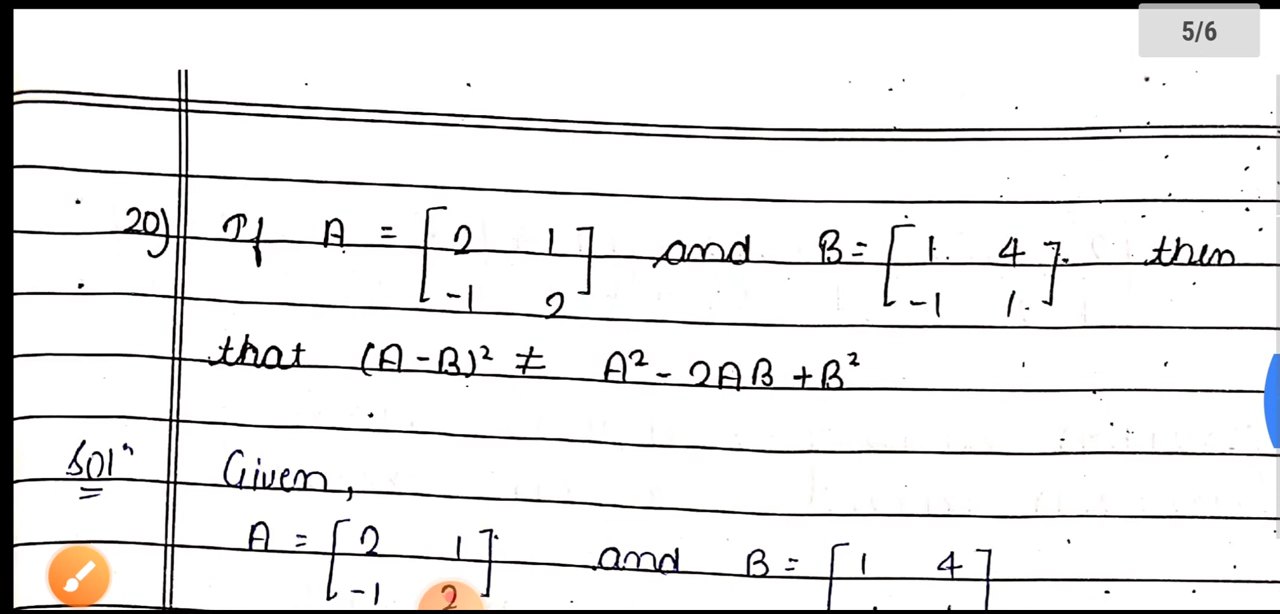 5/6
20) If A = [ 2 1 and B = [ 1. 4 ]. then
-1 2 ] -1 1.
that (A-B)² ≠ A² - 2AB + B²
Solⁿ Given,
A = [ 2 1 ] and B = [ 1 4 ]
-1 2